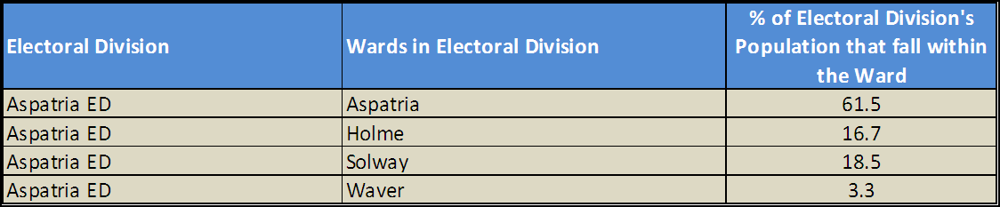 Electoral Division Wards in Electoral Division % of Electoral Division's
Population that fall within
the Ward
Aspatria ED Aspatria 61.5
Aspatria ED Holme 16.7
Aspatria ED Solway 18.5
Aspatria ED Waver 3.3